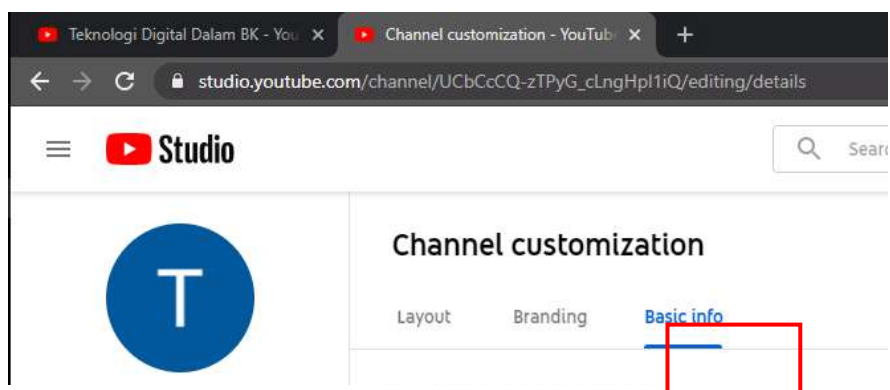 Teknologi Digital Dalam BK - You
Channel customization - YouTub
studio.youtube.com/channel/UCbCcCQ-zTPyG_cLngHpl1iQ/editing/details
Studio
Sear
T
Channel customization
Layout Branding Basic info